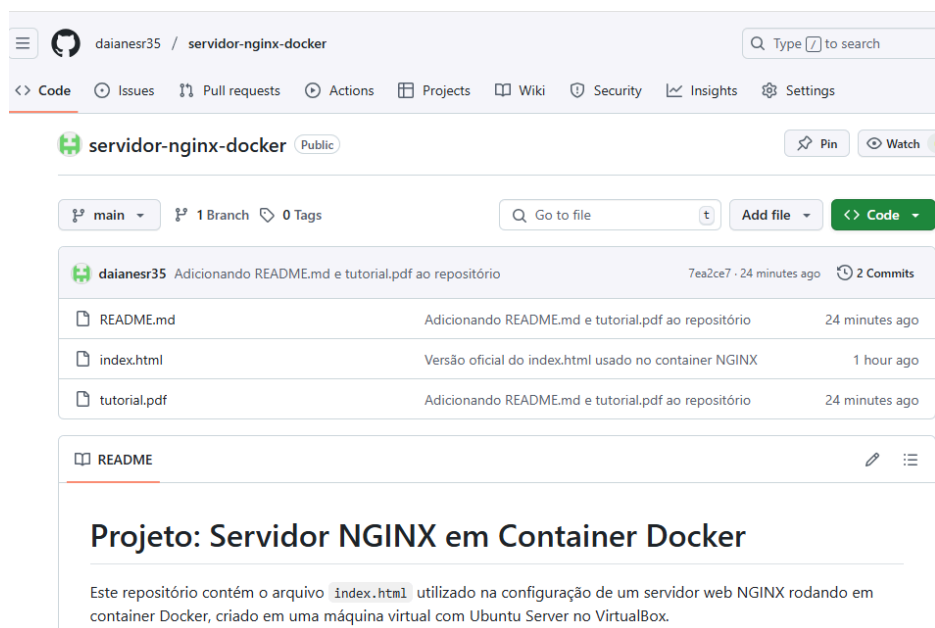 daianesr35 / servidor-nginx-docker
Type / to search
<> Code Issues Pull requests Actions Projects Wiki Security Insights Settings
servidor-nginx-docker Public Pin Watch
main 1 Branch 0 Tags Go to file t Add file <> Code
daianesr35 Adicionando README.md e tutorial.pdf ao repositório 7ea2ce7 · 24 minutes ago 2 Commits
README.md Adicionando README.md e tutorial.pdf ao repositório 24 minutes ago
index.html Versão oficial do index.html usado no container NGINX 1 hour ago
tutorial.pdf Adicionando README.md e tutorial.pdf ao repositório 24 minutes ago
README
Projeto: Servidor NGINX em Container Docker
Este repositório contém o arquivo index.html utilizado na configuração de um servidor web NGINX rodando em
container Docker, criado em uma máquina virtual com Ubuntu Server no VirtualBox.